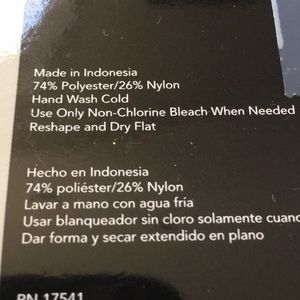 Made in Indonesia
74% Polyester/26% Nylon
Hand Wash Cold
Use Only Non-Chlorine Bleach When Needed
Reshape and Dry Flat
Hecho en Indonesia
74% poliéster/26% Nylon
Lavar a mano con agua fría
Usar blanqueador sin cloro solamente
Dar forma y secar extendido en plano
RN 17541